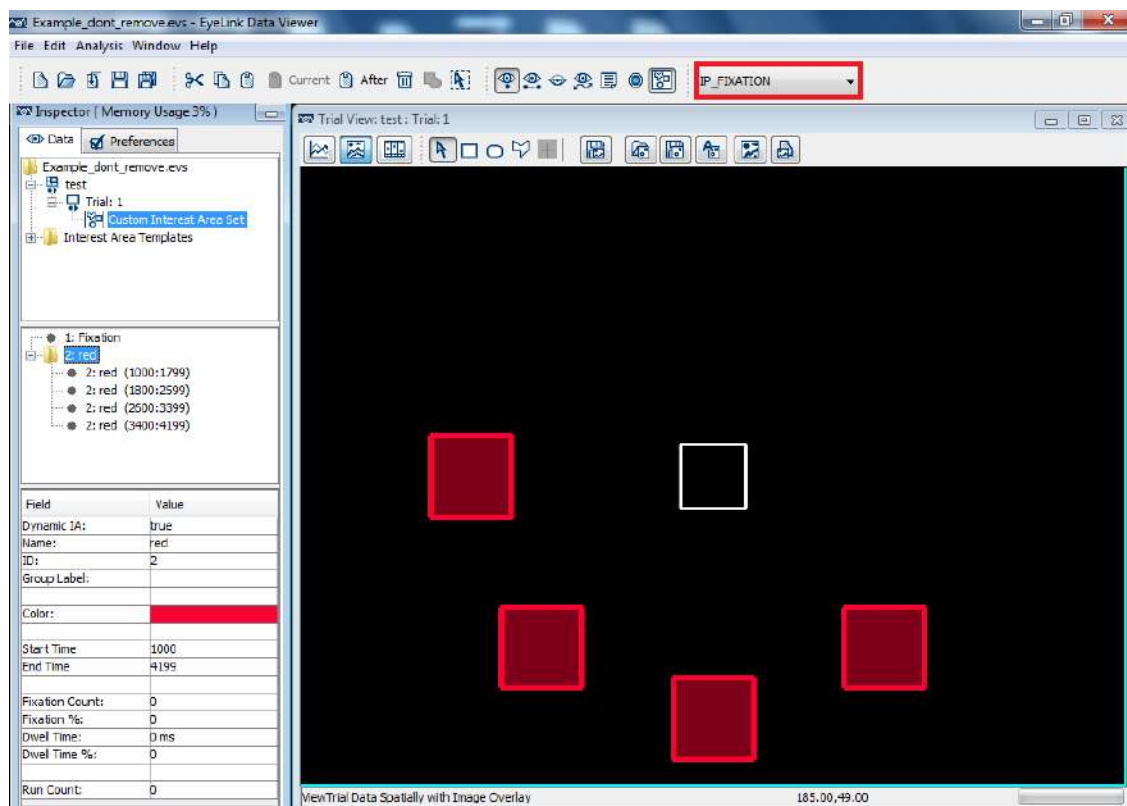 Example_dont_remove.evs - EyeLink Data Viewer
File Edit Analysis Window Help
Current After IP_FIXATION
Inspector ( Memory Usage 3% )
Data Preferences
Example_dont_remove.evs
test
Trial: 1
Custom Interest Area Set
Interest Area Templates
1: Fixation
2: red
2: red (1000:1799)
2: red (1800:2599)
2: red (2600:3399)
2: red (3400:4199)
Field Value
Dynamic IA: true
Name: red
ID: 2
Group Label:
Color:
Start Time 1000
End Time 4199
Fixation Count: 0
Fixation %: 0
Dwel Time: 0 ms
Dwel Time %: 0
Run Count: 0
Trial View: test : Trial: 1
ViewTrial Data Spatially with Image Overlay 185.00,49.00